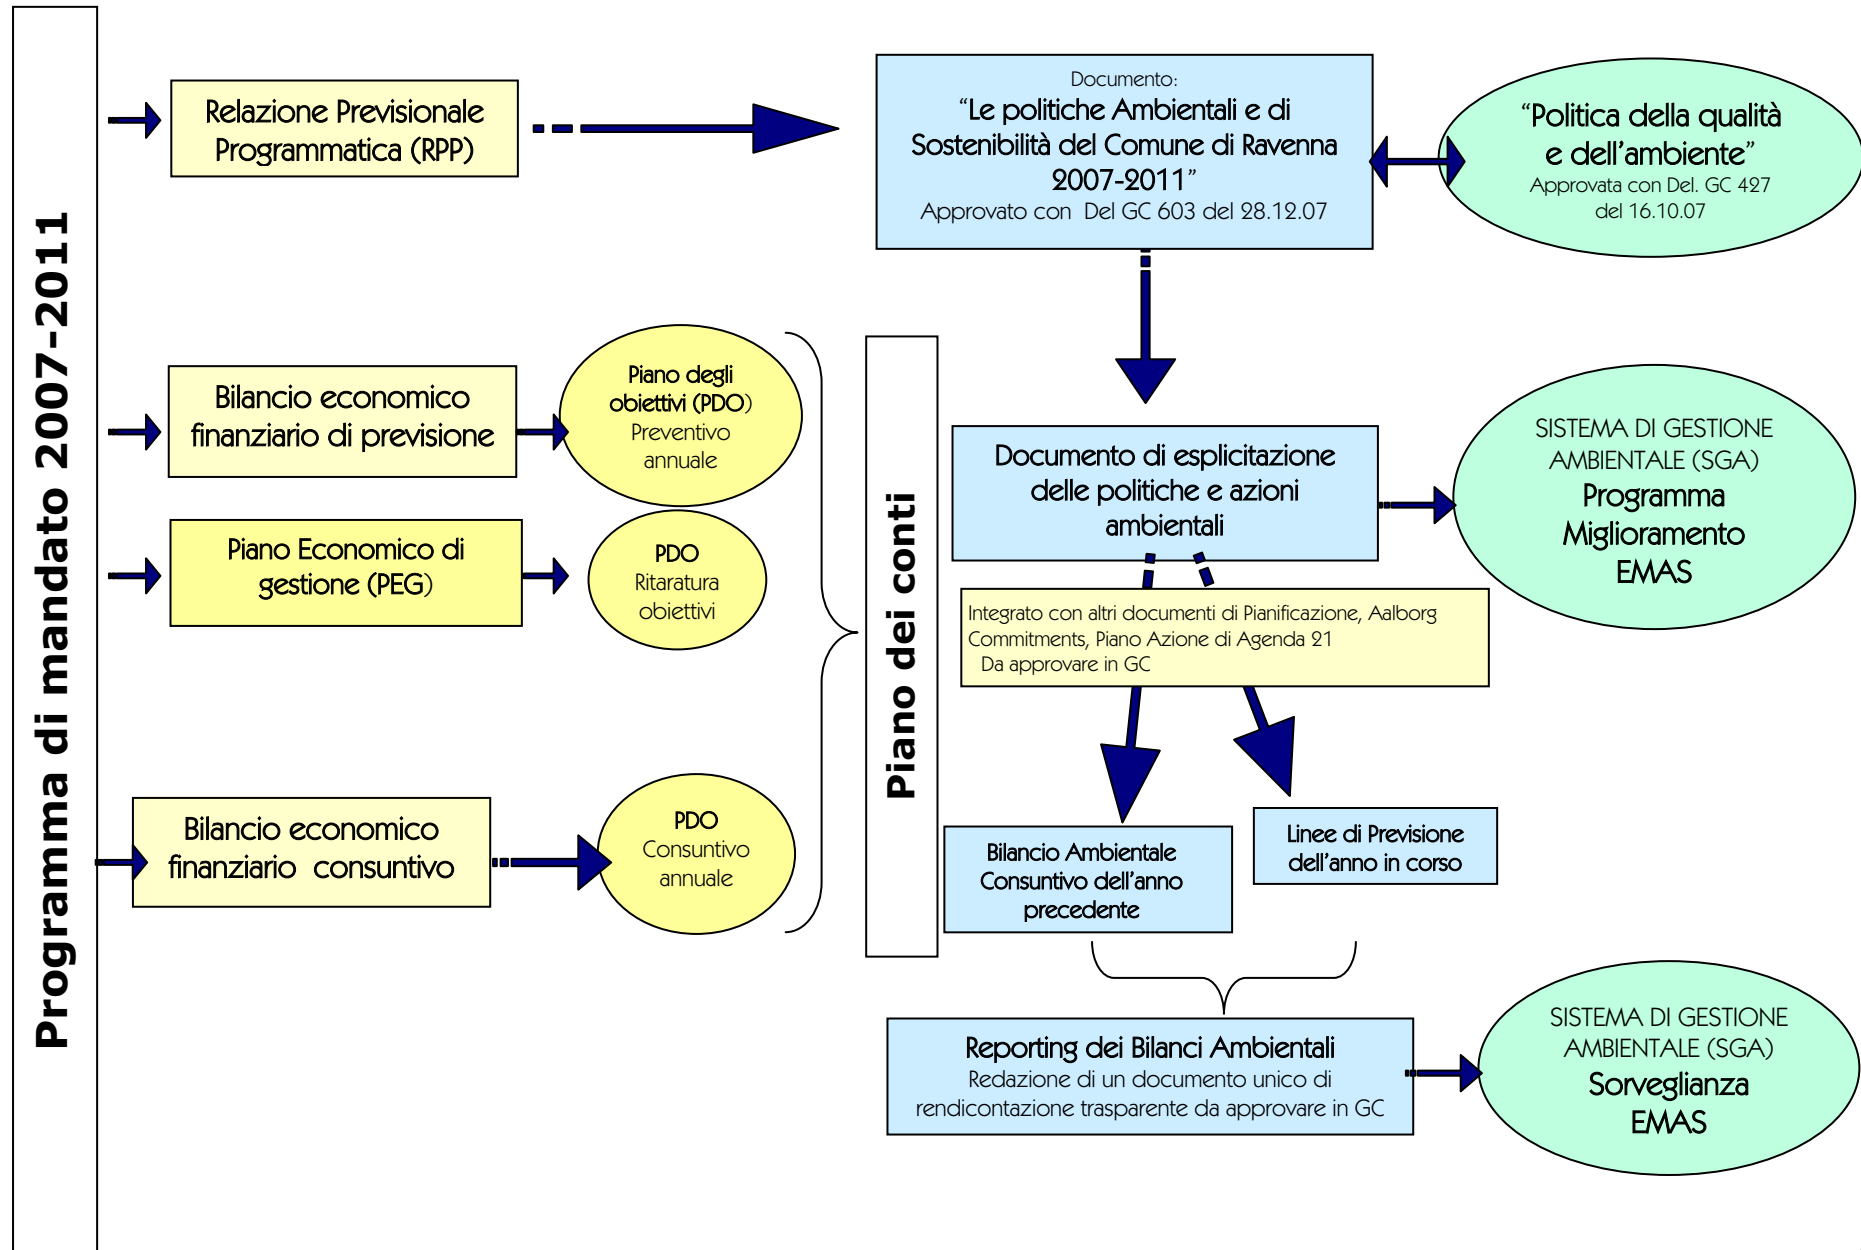 Programma di mandato 2007-2011
Relazione Previsionale
Programmatica (RPP)
Documento:
“Le politiche Ambientali e di
Sostenibilità del Comune di Ravenna
2007-2011”
Approvato con Del GC 603 del 28.12.07
“Politica della qualità
e dell’ambiente”
Approvata con Del. GC 427
del 16.10.07
Bilancio economico
finanziario di previsione
Piano degli
obiettivi (PDO)
Preventivo
annuale
Piano Economico di
gestione (PEG)
PDO
Ritaratura
obiettivi
Bilancio economico
finanziario consuntivo
PDO
Consuntivo
annuale
Piano dei conti
Documento di esplicitazione
delle politiche e azioni
ambientali
SISTEMA DI GESTIONE
AMBIENTALE (SGA)
Programma
Miglioramento
EMAS
Integrato con altri documenti di Pianificazione, Aalborg
Commitments, Piano Azione di Agenda 21
Da approvare in GC
Bilancio Ambientale
Consuntivo dell’anno
precedente
Linee di Previsione
dell’anno in corso
Reporting dei Bilanci Ambientali
Redazione di un documento unico di
rendicontazione trasparente da approvare in GC
SISTEMA DI GESTIONE
AMBIENTALE (SGA)
Sorveglianza
EMAS